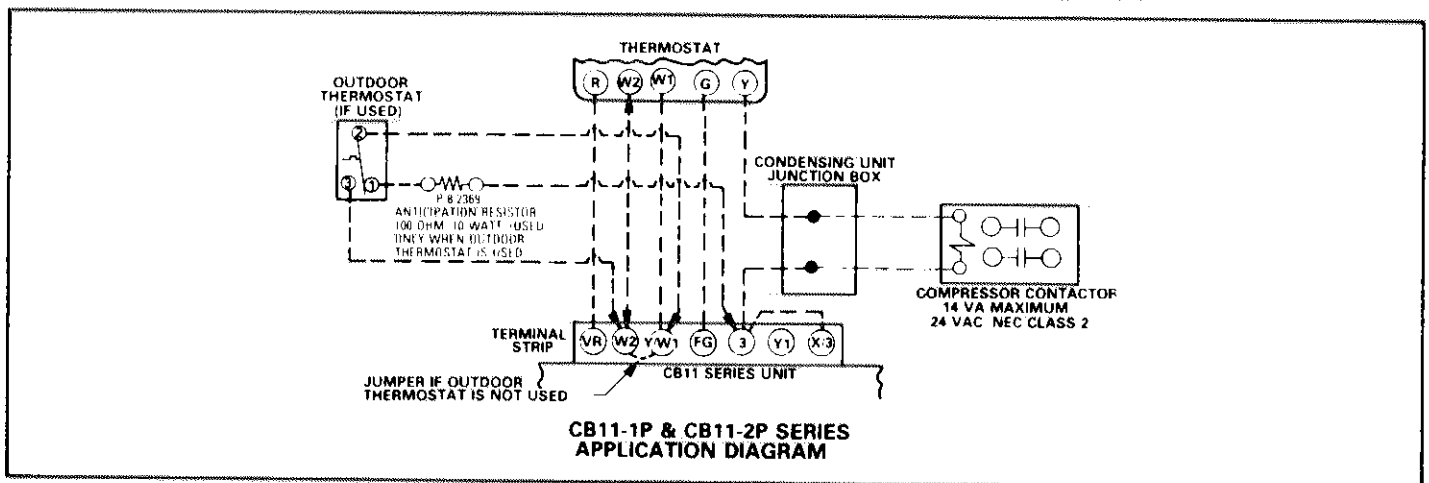 THERMOSTAT
R W2 W1 G Y
OUTDOOR
THERMOSTAT
(IF USED)
2
3 1
P-8-2369
ANTICIPATION RESISTOR
100 OHM 10 WATT (USED
ONLY WHEN OUTDOOR
THERMOSTAT IS USED
CONDENSING UNIT
JUNCTION BOX
COMPRESSOR CONTACTOR
14 VA MAXIMUM
24 VAC NEC CLASS 2
TERMINAL
STRIP
VR W2 Y W1 FG 3 Y1 X-3
CB11 SERIES UNIT
JUMPER IF OUTDOOR
THERMOSTAT IS NOT USED
CB11-1P & CB11-2P SERIES
APPLICATION DIAGRAM